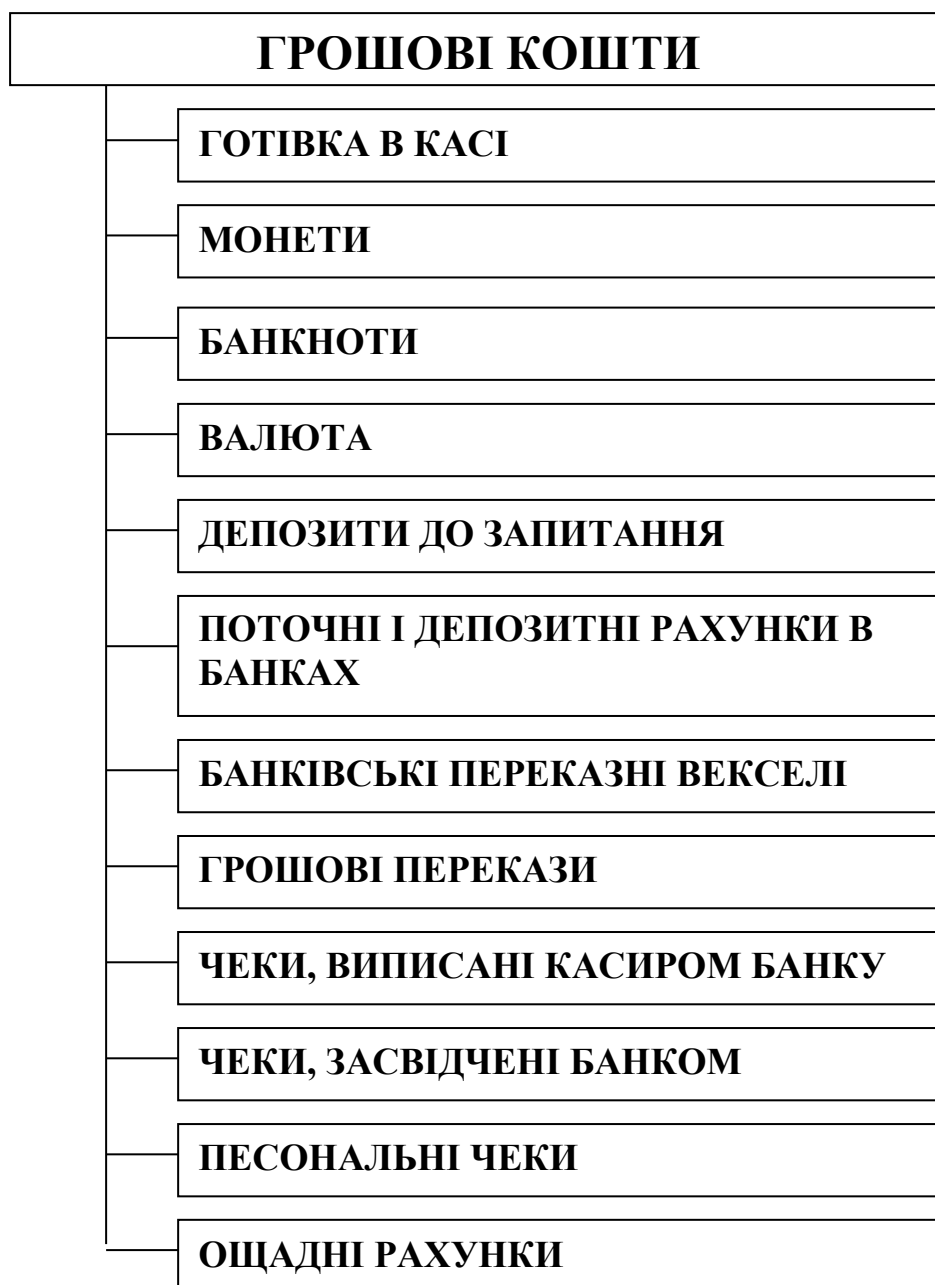 ГРОШОВІ КОШТИ
ГОТІВКА В КАСІ
МОНЕТИ
БАНКНОТИ
ВАЛЮТА
ДЕПОЗИТИ ДО ЗАПИТАННЯ
ПОТОЧНІ І ДЕПОЗИТНІ РАХУНКИ В
БАНКАХ
БАНКІВСЬКІ ПЕРЕКАЗНІ ВЕКСЕЛІ
ГРОШОВІ ПЕРЕКАЗИ
ЧЕКИ, ВИПИСАНІ КАСИРОМ БАНКУ
ЧЕКИ, ЗАСВІДЧЕНІ БАНКОМ
ПЕСОНАЛЬНІ ЧЕКИ
ОЩАДНІ РАХУНКИ